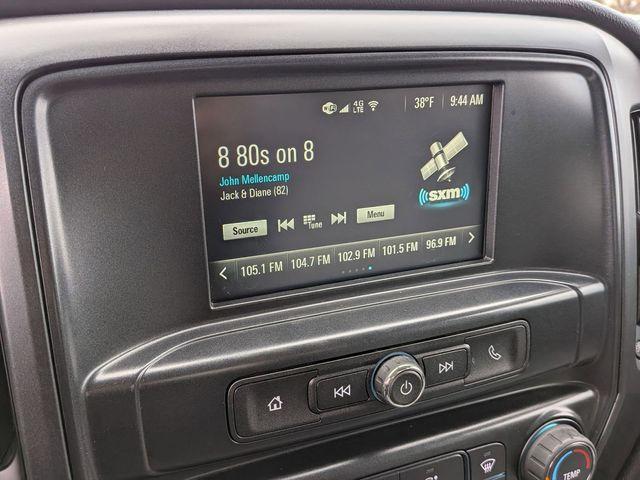 WiFi 4G LTE 38°F 9:44 AM
8 80s on 8
John Mellencamp
Jack & Diane (82)
sxm
Source Tune Menu
105.1 FM 104.7 FM 102.9 FM 101.5 FM 96.9 FM
TEMP